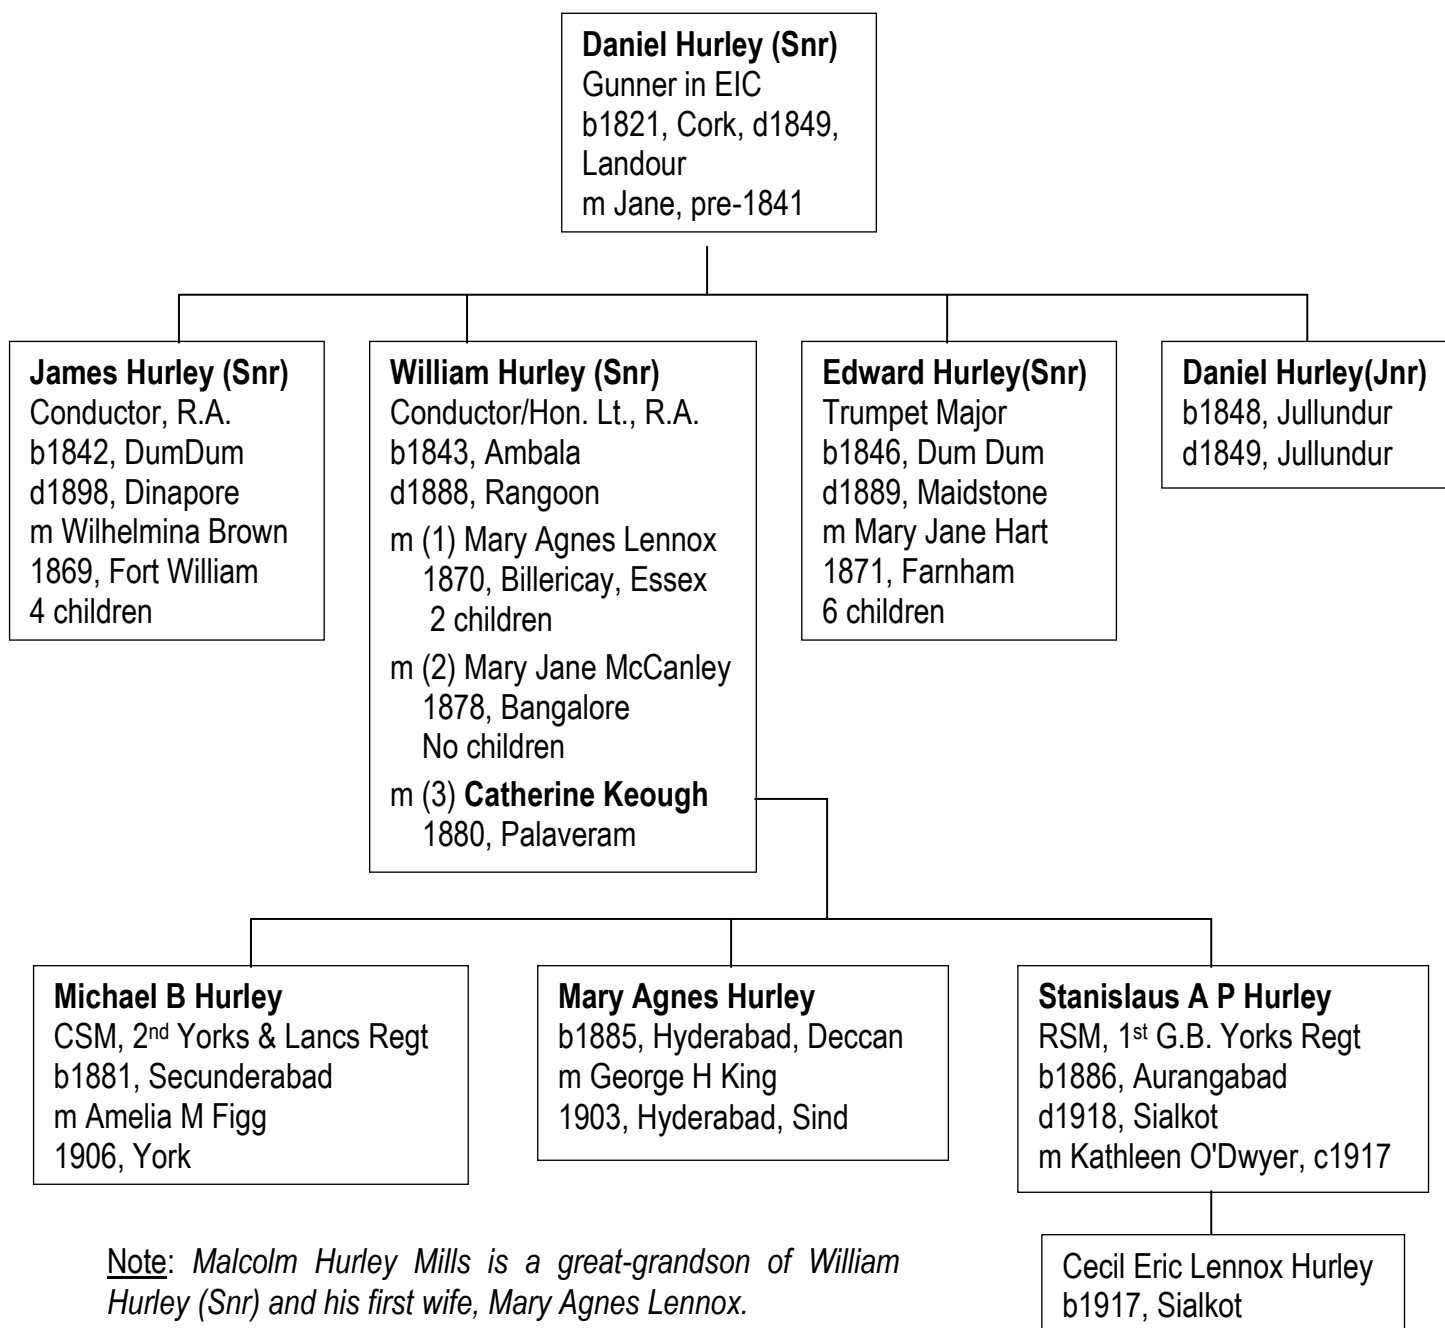 Daniel Hurley (Snr)
Gunner in EIC
b1821, Cork, d1849,
Landour
m Jane, pre-1841
James Hurley (Snr)
Conductor, R.A.
b1842, DumDum
d1898, Dinapore
m Wilhelmina Brown
1869, Fort William
4 children
William Hurley (Snr)
Conductor/Hon. Lt., R.A.
b1843, Ambala
d1888, Rangoon
m (1) Mary Agnes Lennox
1870, Billericay, Essex
2 children
m (2) Mary Jane McCanley
1878, Bangalore
No children
m (3) Catherine Keough
1880, Palaveram
Edward Hurley(Snr)
Trumpet Major
b1846, Dum Dum
d1889, Maidstone
m Mary Jane Hart
1871, Farnham
6 children
Daniel Hurley(Jnr)
b1848, Jullundur
d1849, Jullundur
Michael B Hurley
CSM, 2nd Yorks & Lancs Regt
b1881, Secunderabad
m Amelia M Figg
1906, York
Mary Agnes Hurley
b1885, Hyderabad, Deccan
m George H King
1903, Hyderabad, Sind
Stanislaus A P Hurley
RSM, 1st G.B. Yorks Regt
b1886, Aurangabad
d1918, Sialkot
m Kathleen O'Dwyer, c1917
Cecil Eric Lennox Hurley
b1917, Sialkot
Note: Malcolm Hurley Mills is a great-grandson of William
Hurley (Snr) and his first wife, Mary Agnes Lennox.